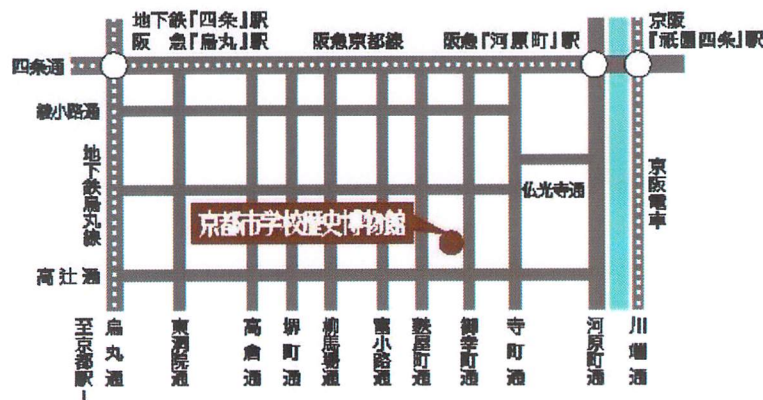 地下鉄『四条』駅
阪　急『烏丸』駅
阪急京都線
阪急『河原町』駅
京阪
『祇園四条』駅
四条通
綾小路通
地下鉄烏丸線
仏光寺通
京阪電車
京都市学校歴史博物館
高辻通
至京都駅
烏丸通
東洞院通
高倉通
堺町通
柳馬場通
富小路通
麩屋町通
御幸町通
寺町通
河原町通
川端通